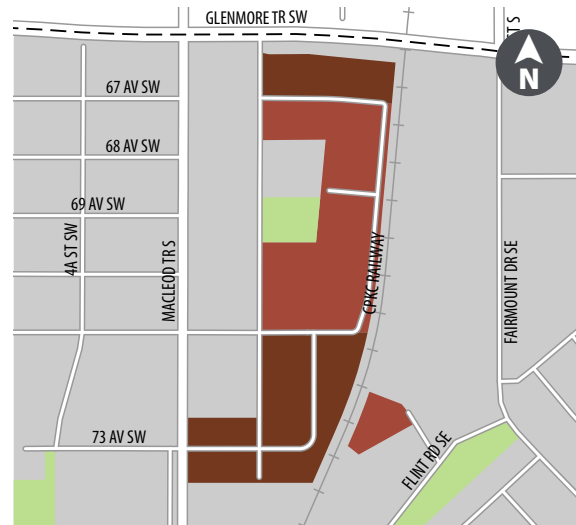 GLENMORE TR SW
ST S
N
67 AV SW
68 AV SW
69 AV SW
4A ST SW
MACLEOD TR S
CPKC RAILWAY
FAIRMOUNT DR SE
73 AV SW
FLINT RD SE